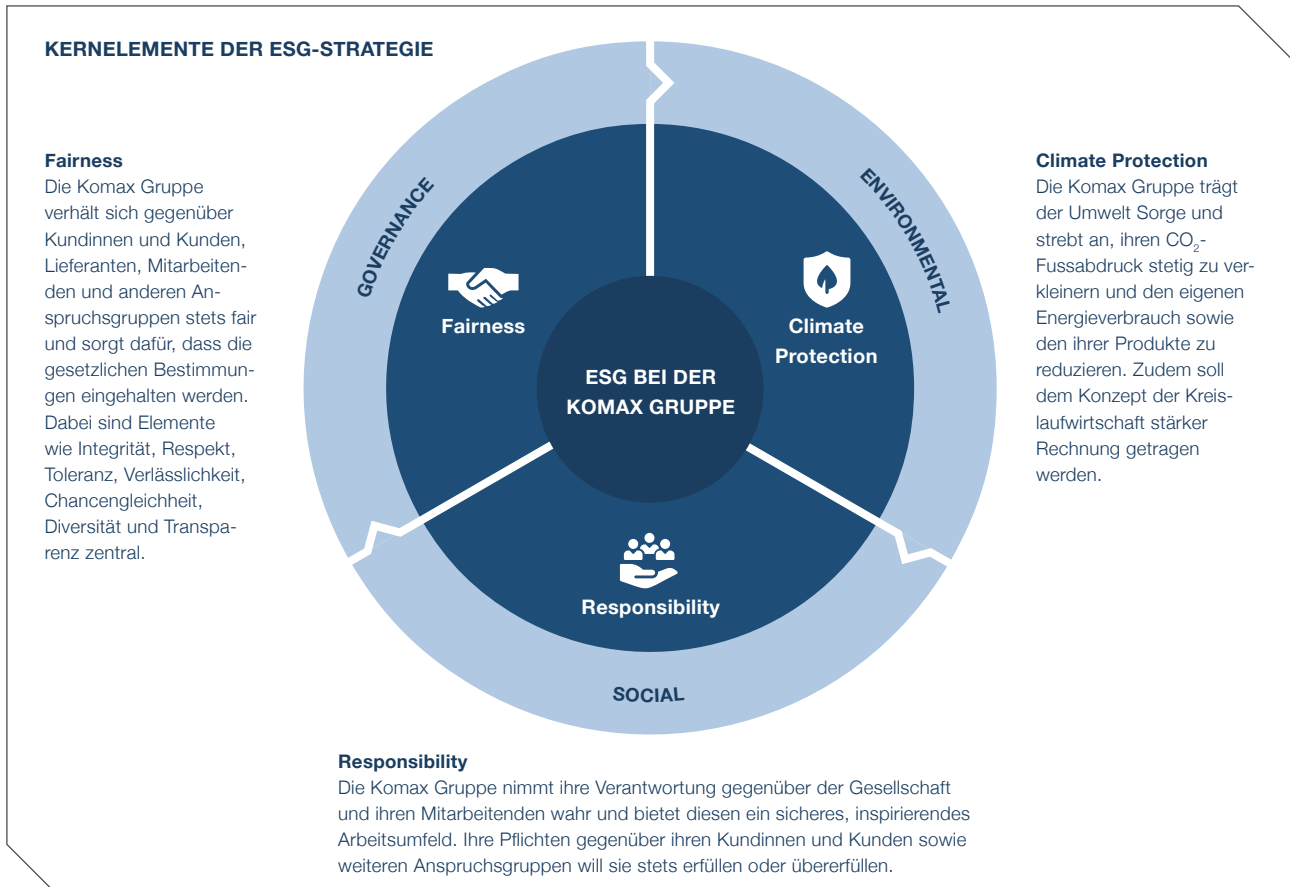 KERNELEMENTE DER ESG-STRATEGIE
Fairness
Die Komax Gruppe
verhält sich gegenüber
Kundinnen und Kunden,
Lieferanten, Mitarbeiten-
den und anderen An-
spruchsgruppen stets fair
und sorgt dafür, dass die
gesetzlichen Bestimmun-
gen eingehalten werden.
Dabei sind Elemente
wie Integrität, Respekt,
Toleranz, Verlässlichkeit,
Chancengleichheit,
Diversität und Transpa-
renz zentral.
GOVERNANCE
Fairness
ENVIRONMENTAL
Climate
Protection
ESG BEI DER
KOMAX GRUPPE
Responsibility
SOCIAL
Climate Protection
Die Komax Gruppe trägt
der Umwelt Sorge und
strebt an, ihren CO₂-
Fussabdruck stetig zu ver-
kleinern und den eigenen
Energieverbrauch sowie
den ihrer Produkte zu
reduzieren. Zudem soll
dem Konzept der Kreis-
laufwirtschaft stärker
Rechnung getragen
werden.
Responsibility
Die Komax Gruppe nimmt ihre Verantwortung gegenüber der Gesellschaft
und ihren Mitarbeitenden wahr und bietet diesen ein sicheres, inspirierendes
Arbeitsumfeld. Ihre Pflichten gegenüber ihren Kundinnen und Kunden sowie
weiteren Anspruchsgruppen will sie stets erfüllen oder übererfüllen.